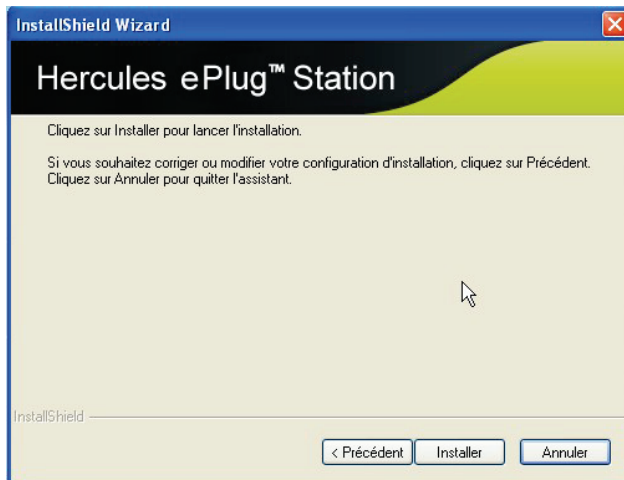 InstallShield Wizard
Hercules ePlug™ Station
Cliquez sur Installer pour lancer l'installation.
Si vous souhaitez corriger ou modifier votre configuration d'installation, cliquez sur Précédent.
Cliquez sur Annuler pour quitter l'assistant.
InstallShield
< Précédent
Installer
Annuler